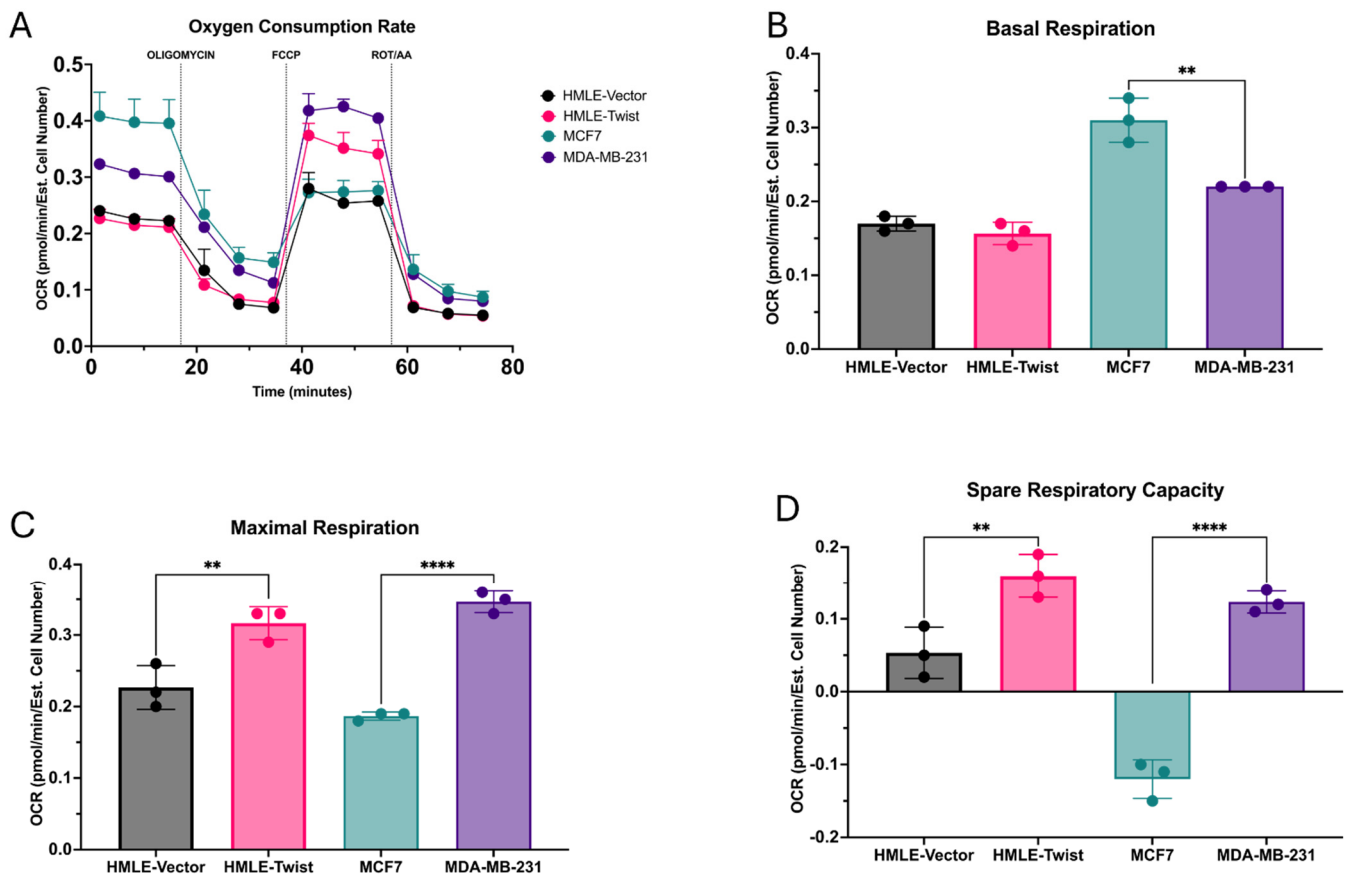 A
Oxygen Consumption Rate
OLIGOMYCIN FCCP ROT/AA
OCR (pmol/min/Est. Cell Number)
0.5
0.4
0.3
0.2
0.1
0.0
0 20 40 60 80
Time (minutes)
HMLE-Vector
HMLE-Twist
MCF7
MDA-MB-231
B
Basal Respiration
OCR (pmol/min/Est. Cell Number)
0.4
0.3
0.2
0.1
0.0
**
HMLE-Vector HMLE-Twist MCF7 MDA-MB-231
C
Maximal Respiration
OCR (pmol/min/Est. Cell Number)
0.4
0.3
0.2
0.1
0.0
** ****
HMLE-Vector HMLE-Twist MCF7 MDA-MB-231
D
Spare Respiratory Capacity
OCR (pmol/min/Est. Cell Number)
0.2
0.1
0.0
-0.1
-0.2
** ****
HMLE-Vector HMLE-Twist MCF7 MDA-MB-231